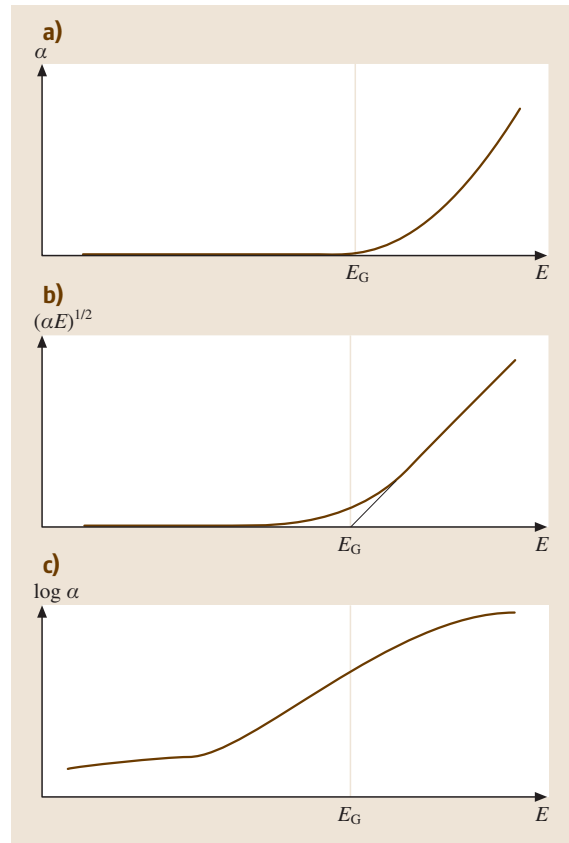 a)
α
E_G E
b)
(αE)^1/2
E_G E
c)
log α
E_G E